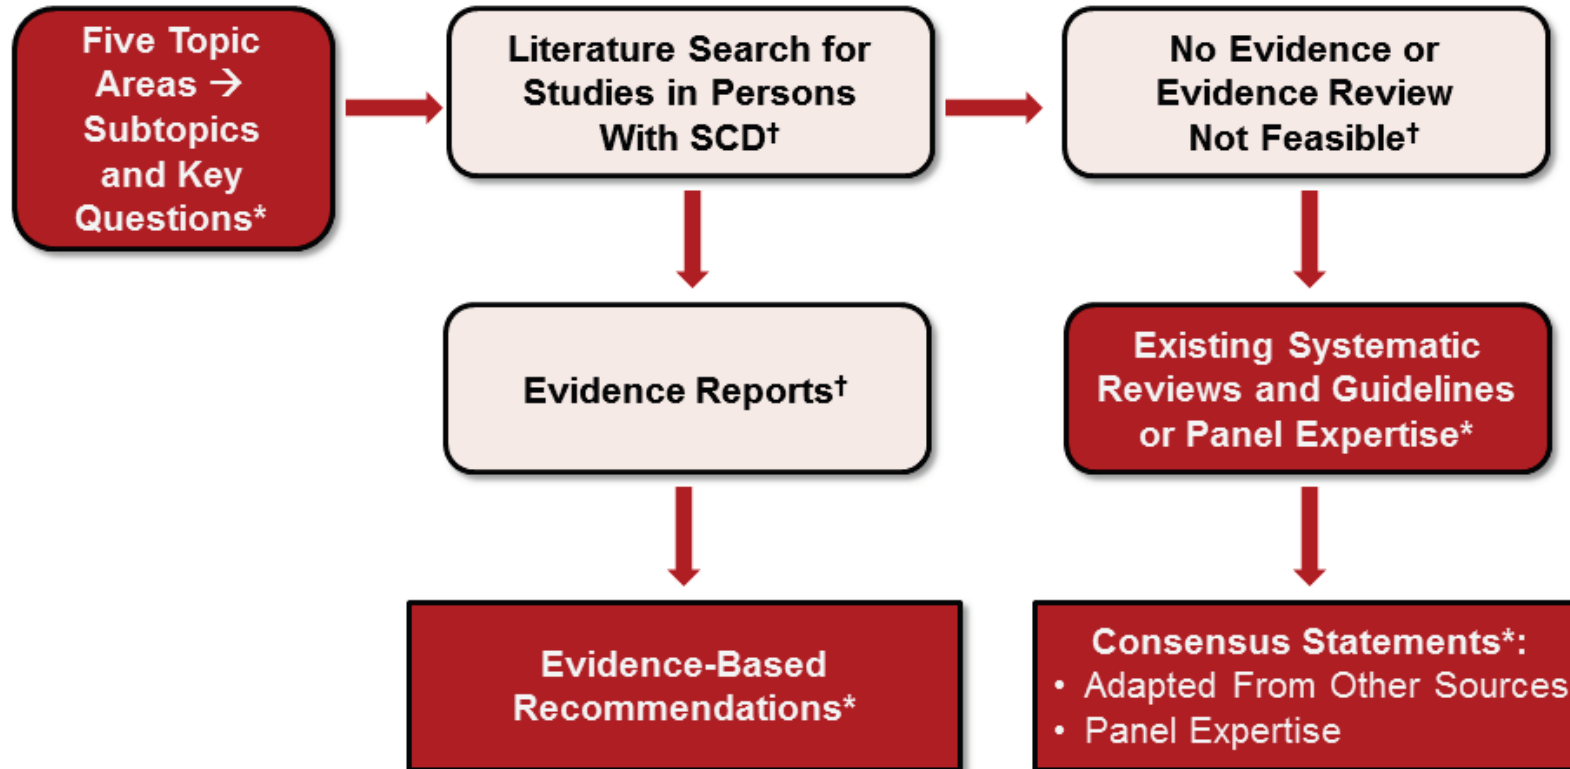 Five Topic
Areas →
Subtopics
and Key
Questions*
Literature Search for
Studies in Persons
With SCD†
No Evidence or
Evidence Review
Not Feasible†
Evidence Reports†
Existing Systematic
Reviews and Guidelines
or Panel Expertise*
Evidence-Based
Recommendations*
Consensus Statements*:
• Adapted From Other Sources
• Panel Expertise